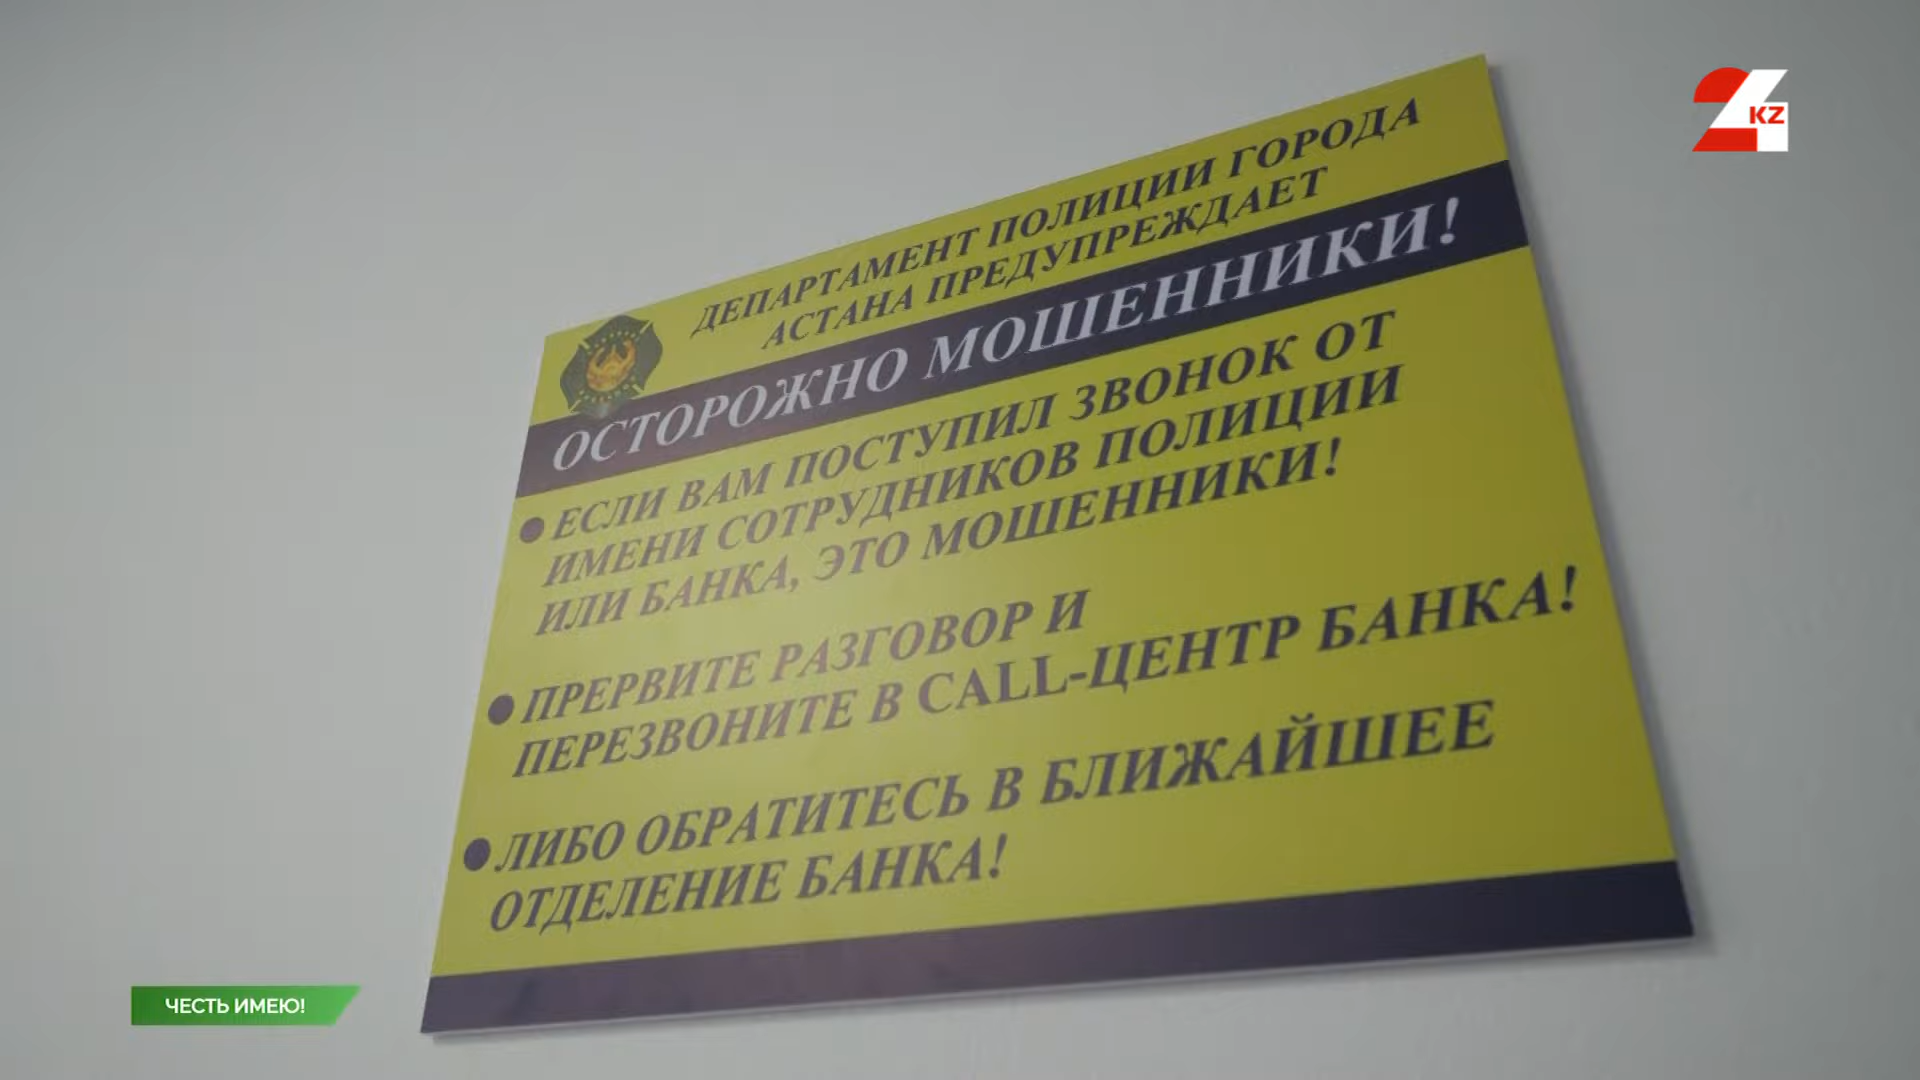 24
KZ
ДЕПАРТАМЕНТ ПОЛИЦИИ ГОРОДА
АСТАНА ПРЕДУПРЕЖДАЕТ
ОСТОРОЖНО МОШЕННИКИ!
● ЕСЛИ ВАМ ПОСТУПИЛ ЗВОНОК ОТ
ИМЕНИ СОТРУДНИКОВ ПОЛИЦИИ
ИЛИ БАНКА, ЭТО МОШЕННИКИ!
● ПРЕРВИТЕ РАЗГОВОР И
ПЕРЕЗВОНИТЕ В CALL-ЦЕНТР БАНКА!
● ЛИБО ОБРАТИТЕСЬ В БЛИЖАЙШЕЕ
ОТДЕЛЕНИЕ БАНКА!
ЧЕСТЬ ИМЕЮ!